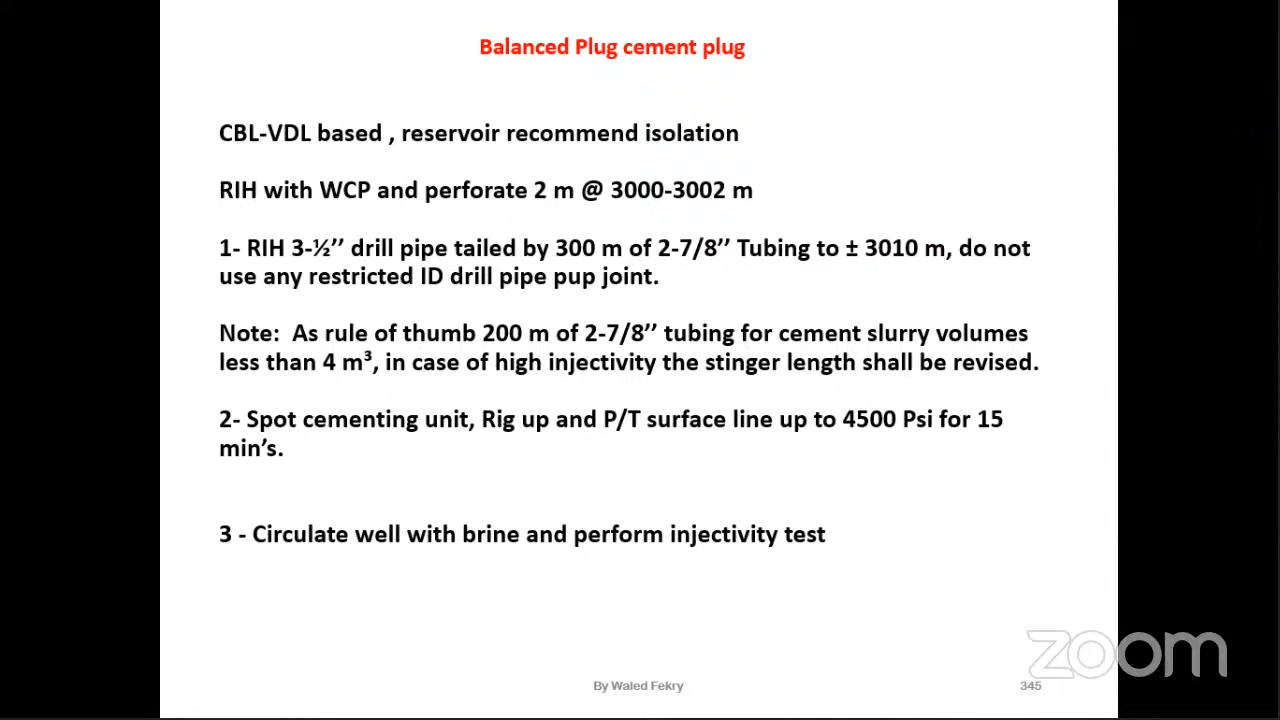 Balanced Plug cement plug
CBL-VDL based , reservoir recommend isolation
RIH with WCP and perforate 2 m @ 3000-3002 m
1- RIH 3-½’’ drill pipe tailed by 300 m of 2-7/8’’ Tubing to ± 3010 m, do not
use any restricted ID drill pipe pup joint.
Note:  As rule of thumb 200 m of 2-7/8’’ tubing for cement slurry volumes
less than 4 m³, in case of high injectivity the stinger length shall be revised.
2- Spot cementing unit, Rig up and P/T surface line up to 4500 Psi for 15
min’s.
3 - Circulate well with brine and perform injectivity test
zoom
By Waled Fekry
345